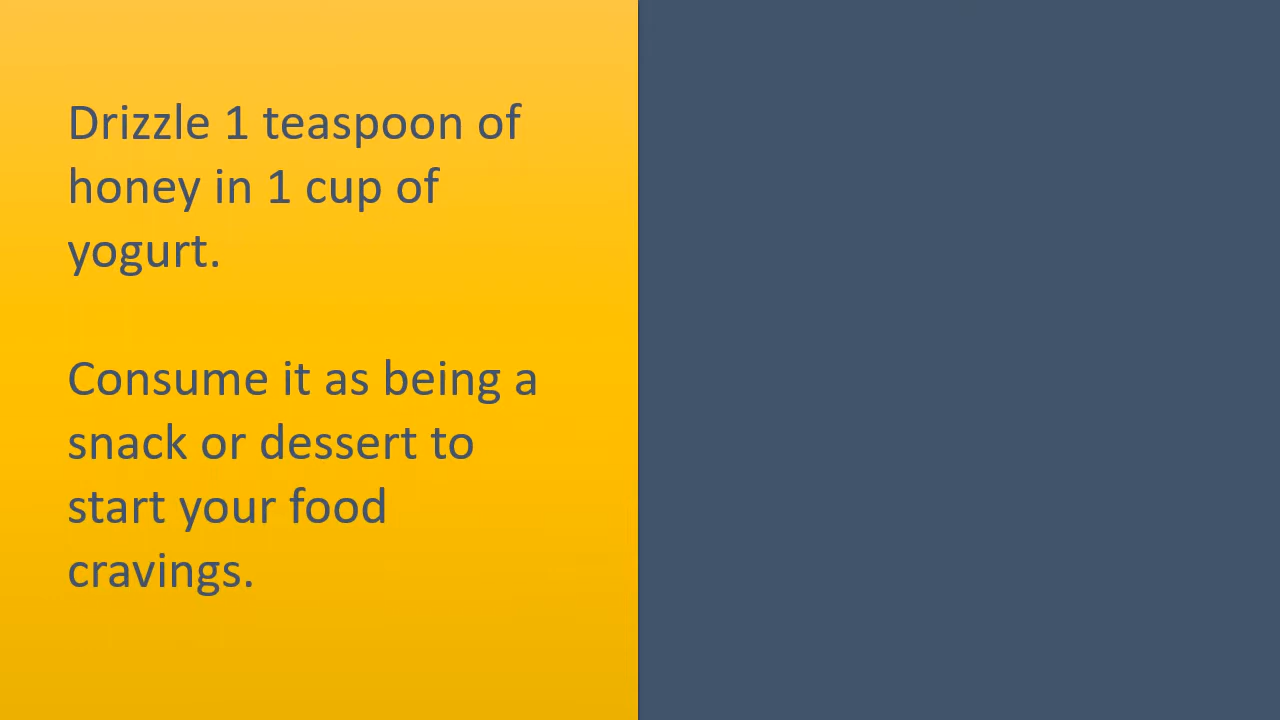 Drizzle 1 teaspoon of
honey in 1 cup of
yogurt.
Consume it as being a
snack or dessert to
start your food
cravings.